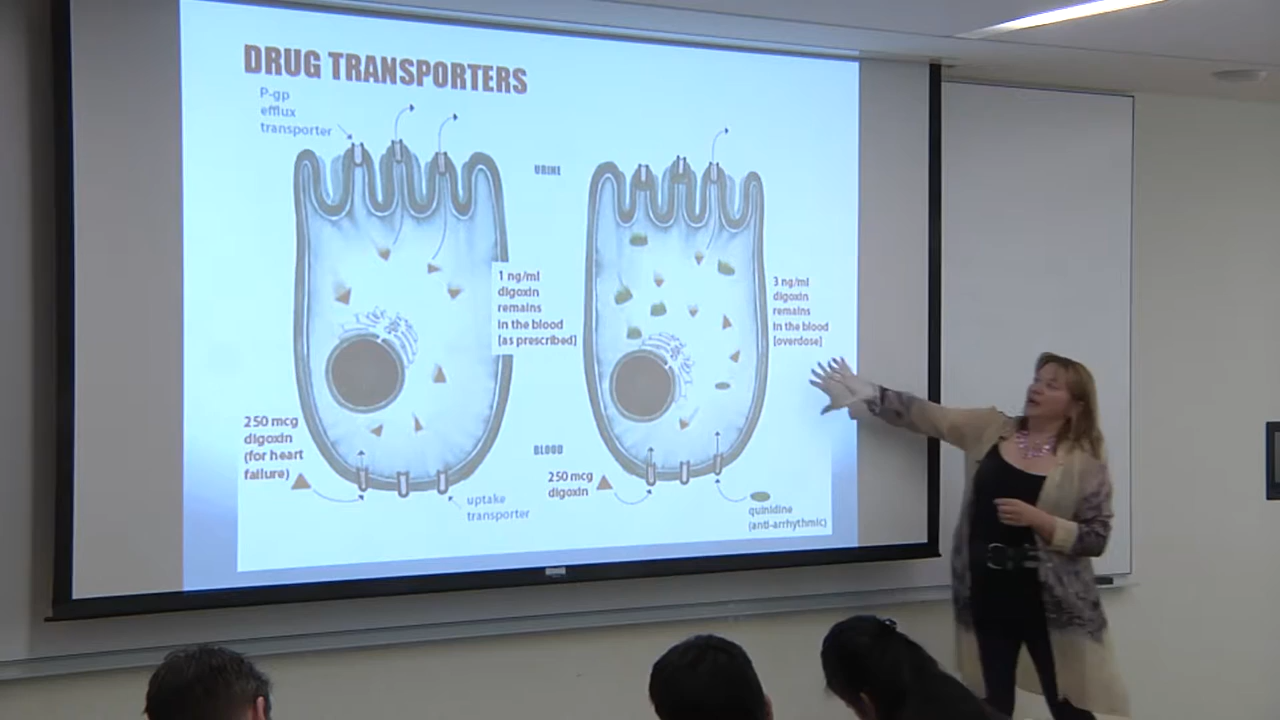 DRUG TRANSPORTERS
P-gp
efflux
transporter
URINE
1 ng/ml
digoxin
remains
in the blood
[as prescribed]
3 ng/ml
digoxin
remains
in the blood
[overdose]
250 mcg
digoxin
(for heart
failure)
uptake
transporter
BLOOD
250 mcg
digoxin
quinidine
(anti-arrhythmic)